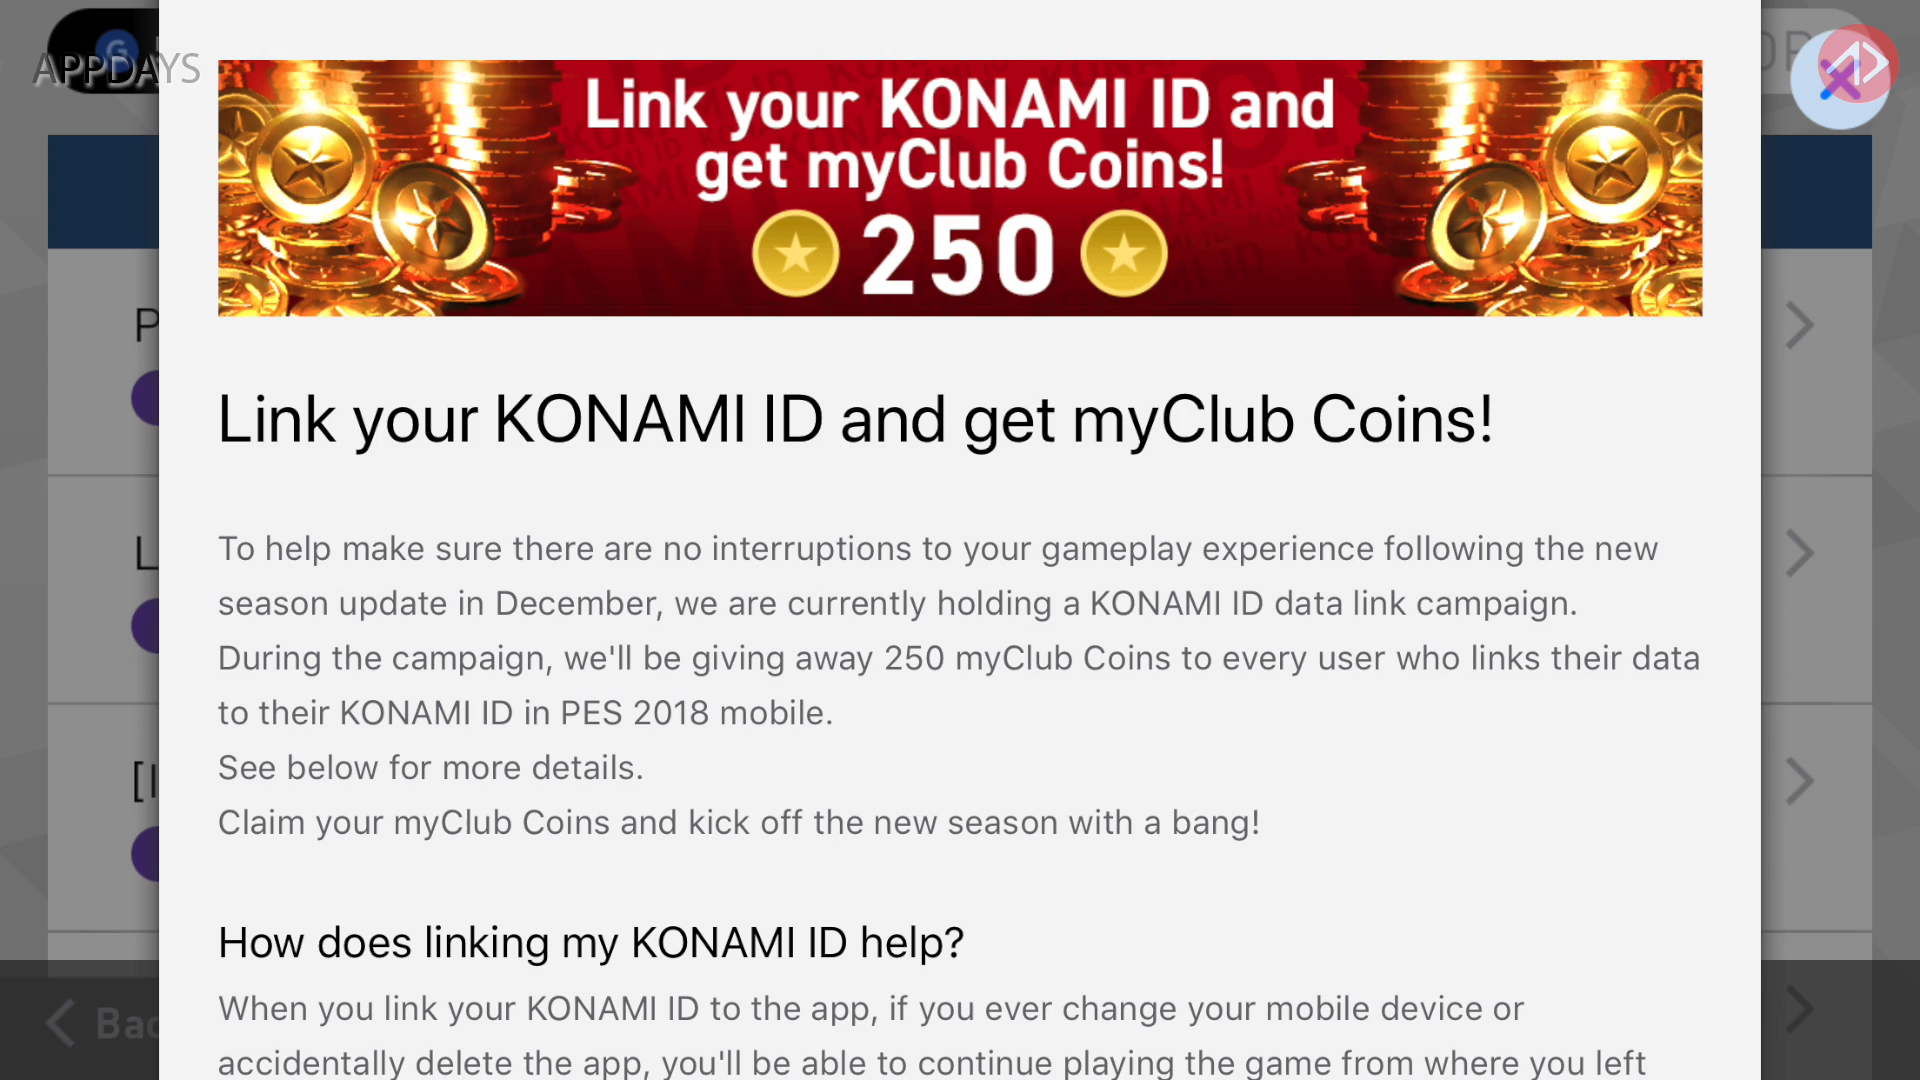 APPDAYS
Link your KONAMI ID and
get myClub Coins!
250
Link your KONAMI ID and get myClub Coins!
To help make sure there are no interruptions to your gameplay experience following the new
season update in December, we are currently holding a KONAMI ID data link campaign.
During the campaign, we'll be giving away 250 myClub Coins to every user who links their data
to their KONAMI ID in PES 2018 mobile.
See below for more details.
Claim your myClub Coins and kick off the new season with a bang!
How does linking my KONAMI ID help?
When you link your KONAMI ID to the app, if you ever change your mobile device or
accidentally delete the app, you'll be able to continue playing the game from where you left